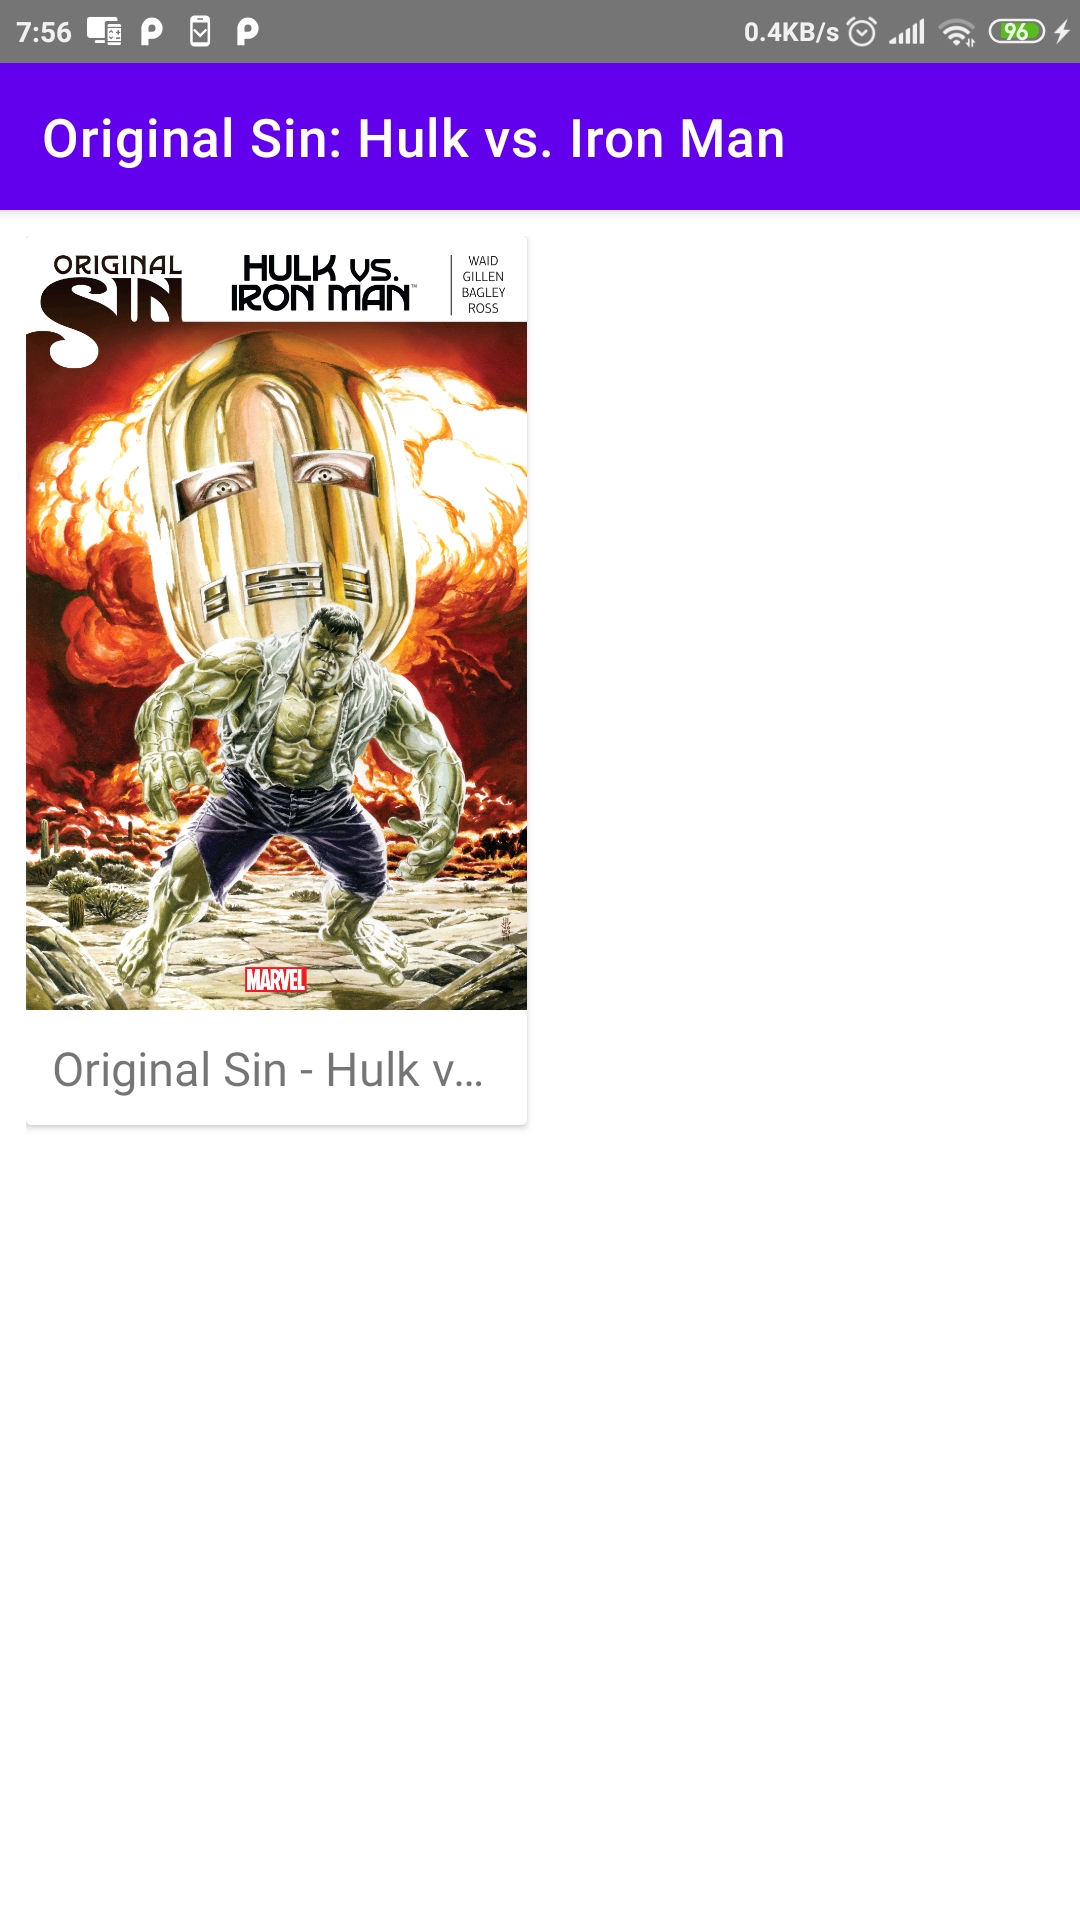 7:56 0.4KB/s 96
Original Sin: Hulk vs. Iron Man
ORIGINAL
SIN
HULK VS.
IRON MAN™
WAID
GILLEN
BAGLEY
ROSS
MARVEL
Original Sin - Hulk v...